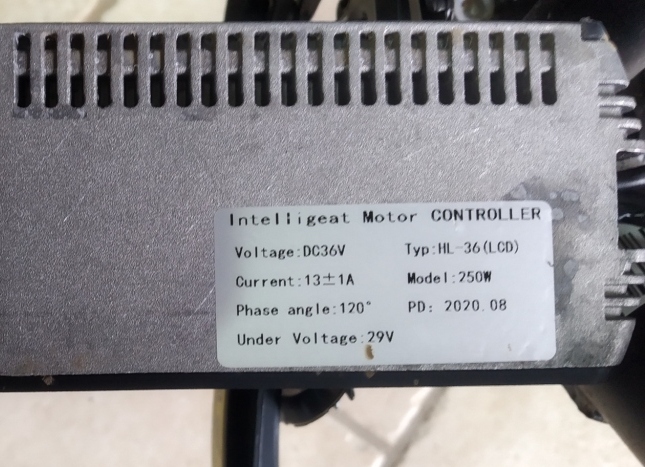 Intelligeat Motor CONTROLLER
Voltage:DC36V Typ:HL-36(LCD)
Current:13±1A Model:250W
Phase angle:120° PD: 2020.08
Under Voltage:29V